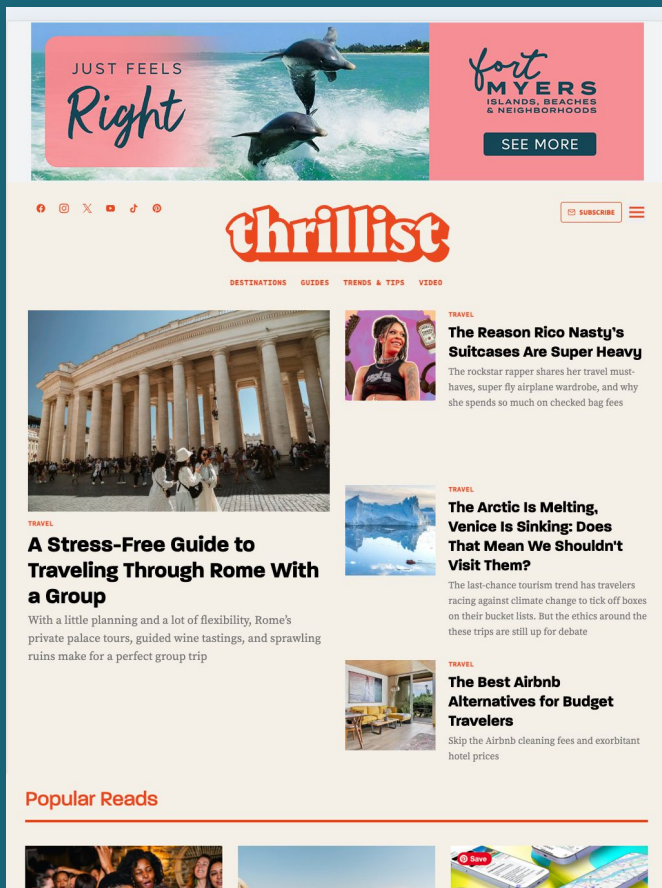 JUST FEELS
Right
fort
MYERS
ISLANDS, BEACHES
& NEIGHBORHOODS
SEE MORE
thrillist
SUBSCRIBE
DESTINATIONS GUIDES TRENDS & TIPS VIDEO
TRAVEL
A Stress-Free Guide to
Traveling Through Rome With
a Group
With a little planning and a lot of flexibility, Rome's
private palace tours, guided wine tastings, and sprawling
ruins make for a perfect group trip
TRAVEL
The Reason Rico Nasty's
Suitcases Are Super Heavy
The rockstar rapper shares her travel must-
haves, super fly airplane wardrobe, and why
she spends so much on checked bag fees
TRAVEL
The Arctic Is Melting,
Venice Is Sinking: Does
That Mean We Shouldn't
Visit Them?
The last-chance tourism trend has travelers
racing against climate change to tick off boxes
on their bucket lists. But the ethics around the
these trips are still up for debate
TRAVEL
The Best Airbnb
Alternatives for Budget
Travelers
Skip the Airbnb cleaning fees and exorbitant
hotel prices
Popular Reads
Save